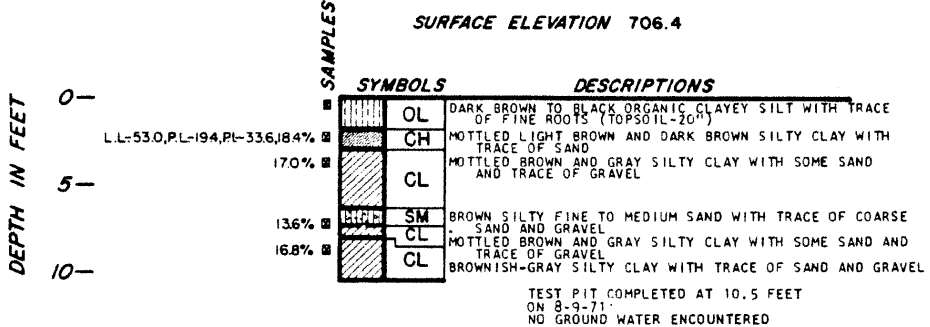 SURFACE ELEVATION 706.4
SAMPLES
SYMBOLS DESCRIPTIONS
DEPTH IN FEET
0
OL DARK BROWN TO BLACK ORGANIC CLAYEY SILT WITH TRACE
OF FINE ROOTS (TOPSOIL-20")
L.L-53.0,P.L-19.4,P.I-33.6,18.4% CH MOTTLED LIGHT BROWN AND DARK BROWN SILTY CLAY WITH
TRACE OF SAND
17.0% MOTTLED BROWN AND GRAY SILTY CLAY WITH SOME SAND
AND TRACE OF GRAVEL
CL
5
SM BROWN SILTY FINE TO MEDIUM SAND WITH TRACE OF COARSE
13.6% SAND AND GRAVEL
CL MOTTLED BROWN AND GRAY SILTY CLAY WITH SOME SAND AND
16.8% TRACE OF GRAVEL
CL BROWNISH-GRAY SILTY CLAY WITH TRACE OF SAND AND GRAVEL
10
TEST PIT COMPLETED AT 10.5 FEET
ON 8-9-71
NO GROUND WATER ENCOUNTERED